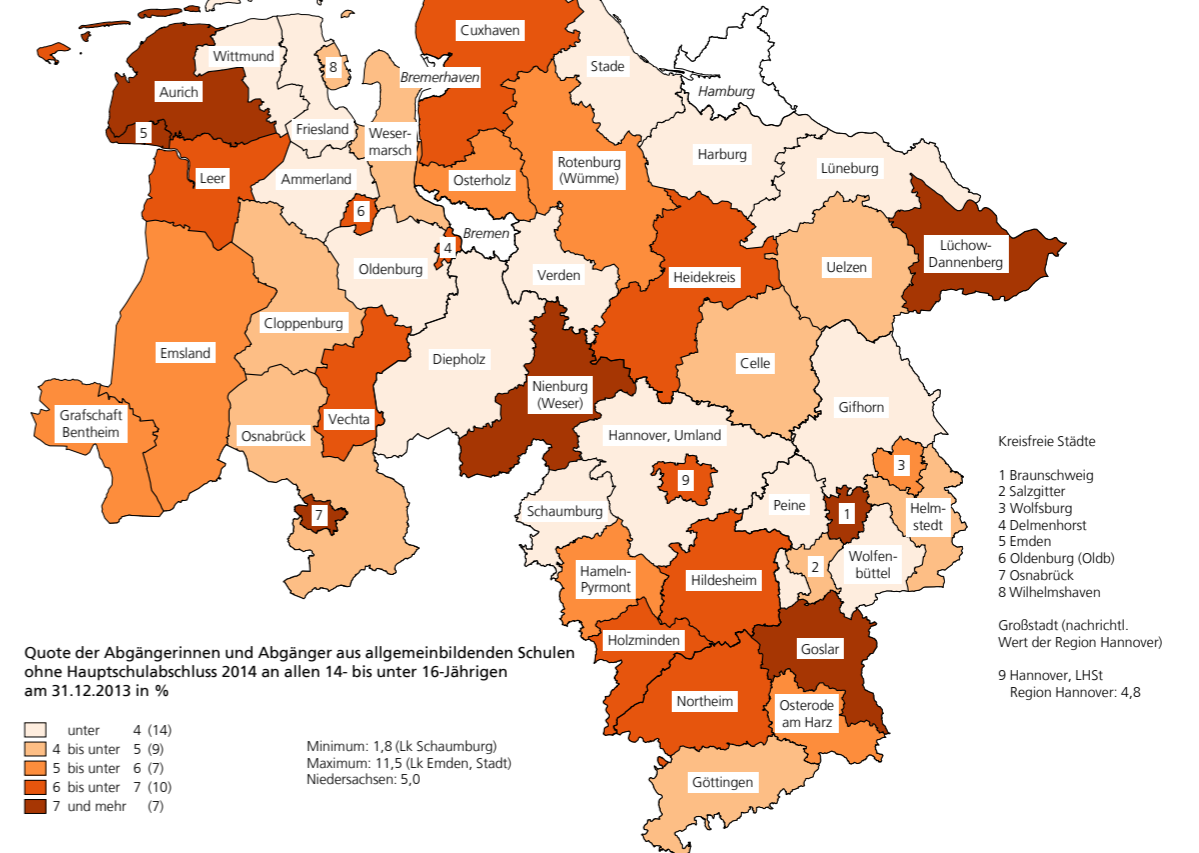 Cuxhaven
Wittmund
Stade
8
Bremerhaven
Aurich
Hamburg
5
Friesland
Weser-
marsch
Harburg
Rotenburg
(Wümme)
Lüneburg
Leer
Ammerland
Osterholz
6
Bremen
4
Lüchow-
Dannenberg
Oldenburg
Verden
Heidekreis
Uelzen
Cloppenburg
Emsland
Diepholz
Celle
Nienburg
(Weser)
Gifhorn
Grafschaft
Bentheim
Vechta
Osnabrück
Hannover, Umland
3
9
Peine
7
Schaumburg
1
Helm-
stedt
2
Wolfen-
büttel
Hameln-
Pyrmont
Hildesheim
Holzminden
Goslar
Northeim
Osterode
am Harz
Göttingen
Kreisfreie Städte
1 Braunschweig
2 Salzgitter
3 Wolfsburg
4 Delmenhorst
5 Emden
6 Oldenburg (Oldb)
7 Osnabrück
8 Wilhelmshaven
Großstadt (nachrichtl.
Wert der Region Hannover)
9 Hannover, LHSt
Region Hannover: 4,8
Quote der Abgängerinnen und Abgänger aus allgemeinbildenden Schulen
ohne Hauptschulabschluss 2014 an allen 14- bis unter 16-Jährigen
am 31.12.2013 in %
unter 4 (14)
4 bis unter 5 (9)
5 bis unter 6 (7)
6 bis unter 7 (10)
7 und mehr (7)
Minimum: 1,8 (Lk Schaumburg)
Maximum: 11,5 (Lk Emden, Stadt)
Niedersachsen: 5,0